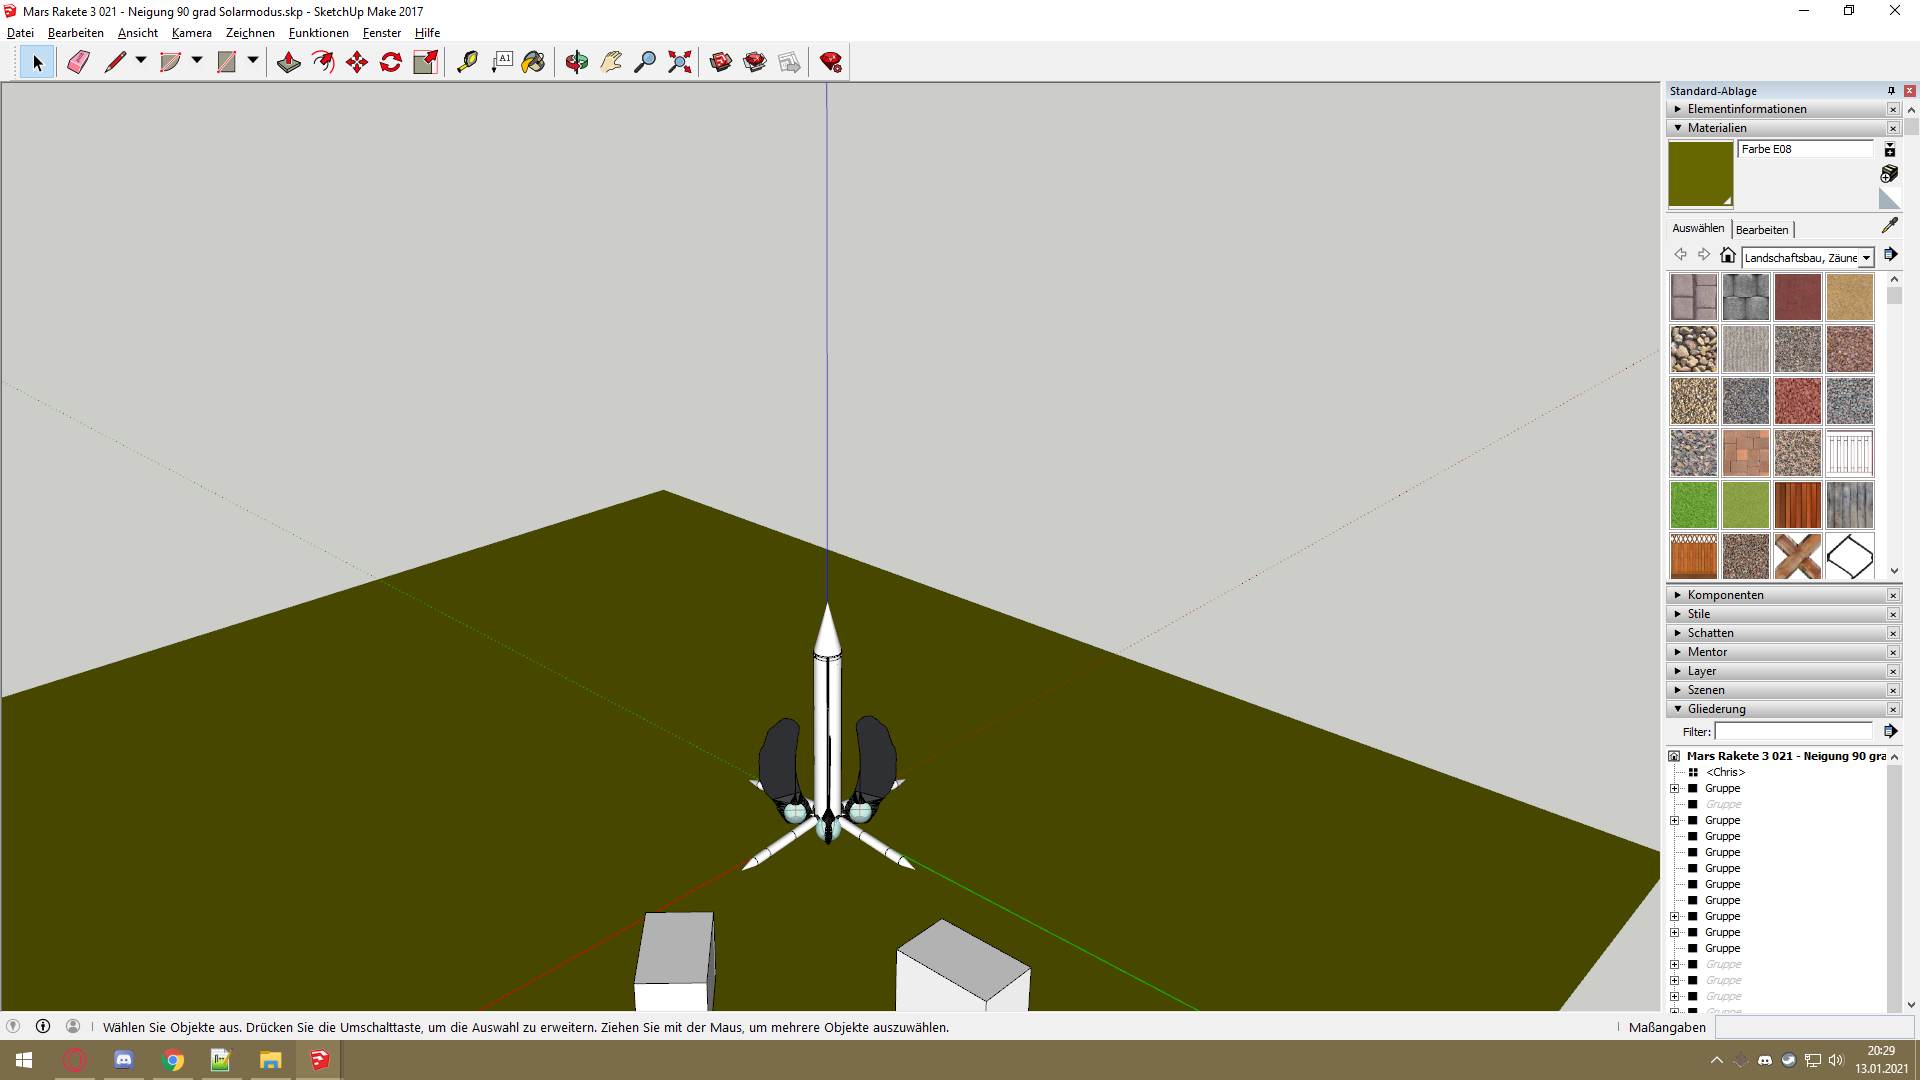 Mars Rakete 3 021 - Neigung 90 grad Solarmodus.skp - SketchUp Make 2017
Datei Bearbeiten Ansicht Kamera Zeichnen Funktionen Fenster Hilfe
A1
Standard-Ablage
Elementinformationen
Materialien
Farbe E08
Auswählen Bearbeiten
Landschaftsbau, Zäune
Komponenten
Stile
Schatten
Mentor
Layer
Szenen
Gliederung
Filter:
Mars Rakete 3 021 - Neigung 90 gra
<Chris>
Gruppe
Gruppe
Gruppe
Gruppe
Gruppe
Gruppe
Gruppe
Gruppe
Gruppe
Gruppe
Gruppe
Gruppe
Gruppe
Gruppe
Wählen Sie Objekte aus. Drücken Sie die Umschalttaste, um die Auswahl zu erweitern. Ziehen Sie mit der Maus, um mehrere Objekte auszuwählen.
Maßangaben
20:29
13.01.2021